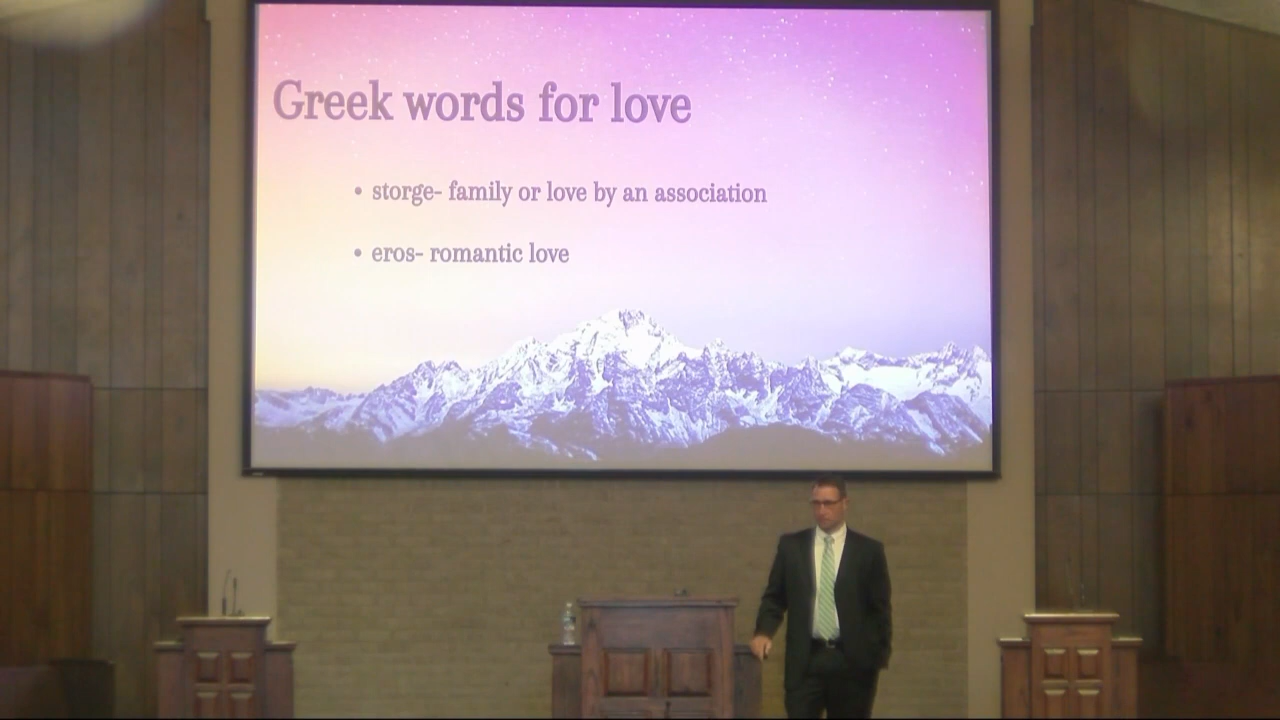 Greek words for love
• storge- family or love by an association
• eros- romantic love